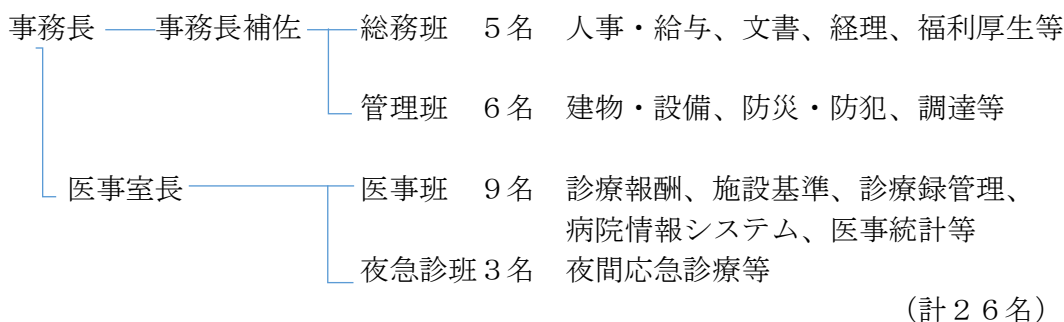 事務長 事務長補佐 総務班 5名 人事・給与、文書、経理、福利厚生等
管理班 6名 建物・設備、防災・防犯、調達等
医事室長 医事班 9名 診療報酬、施設基準、診療録管理、
病院情報システム、医事統計等
夜急診班3名 夜間応急診療等
(計26名)